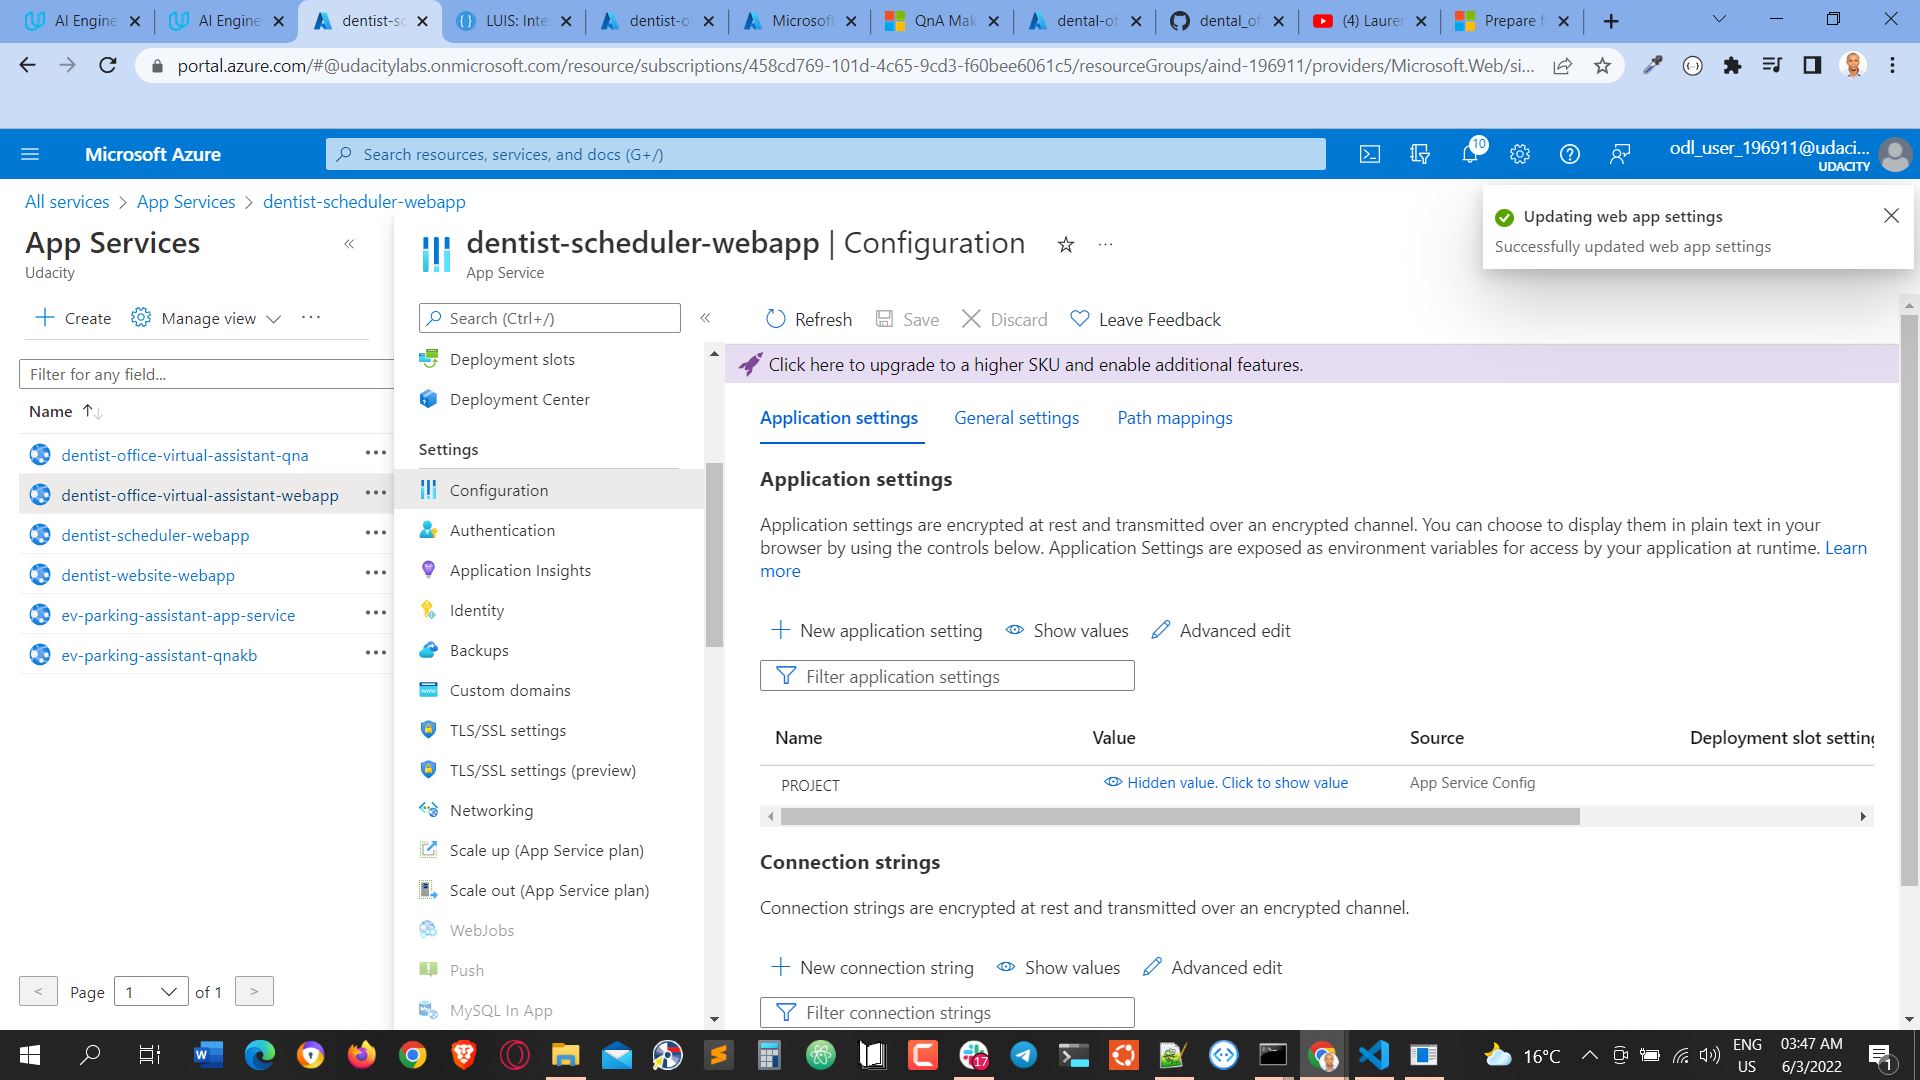 AI Engine
AI Engine
dentist-sc
LUIS: Inte
dentist-of
Microsoft
QnA Mak
dental-of
dental_of
(4) Lauren
Prepare fo
portal.azure.com/#@udacitylabs.onmicrosoft.com/resource/subscriptions/458cd769-101d-4c65-9cd3-f60bee6061c5/resourceGroups/aind-196911/providers/Microsoft.Web/si...
Microsoft Azure
Search resources, services, and docs (G+/)
10
odl_user_196911@udaci...
UDACITY
All services > App Services > dentist-scheduler-webapp
Updating web app settings
Successfully updated web app settings
App Services
Udacity
dentist-scheduler-webapp | Configuration
App Service
Create
Manage view
Search (Ctrl+/)
Refresh
Save
Discard
Leave Feedback
Filter for any field...
Name
dentist-office-virtual-assistant-qna
dentist-office-virtual-assistant-webapp
dentist-scheduler-webapp
dentist-website-webapp
ev-parking-assistant-app-service
ev-parking-assistant-qnakb
< Page 1 of 1 >
Deployment slots
Deployment Center
Settings
Configuration
Authentication
Application Insights
Identity
Backups
Custom domains
TLS/SSL settings
TLS/SSL settings (preview)
Networking
Scale up (App Service plan)
Scale out (App Service plan)
WebJobs
Push
MySQL In App
Click here to upgrade to a higher SKU and enable additional features.
Application settings
General settings
Path mappings
Application settings
Application settings are encrypted at rest and transmitted over an encrypted channel. You can choose to display them in plain text in your
browser by using the controls below. Application Settings are exposed as environment variables for access by your application at runtime. Learn
more
New application setting
Show values
Advanced edit
Filter application settings
Name
Value
Source
Deployment slot setting
PROJECT
Hidden value. Click to show value
App Service Config
Connection strings
Connection strings are encrypted at rest and transmitted over an encrypted channel.
New connection string
Show values
Advanced edit
Filter connection strings
17
16°C
ENG
US
03:47 AM
6/3/2022
1